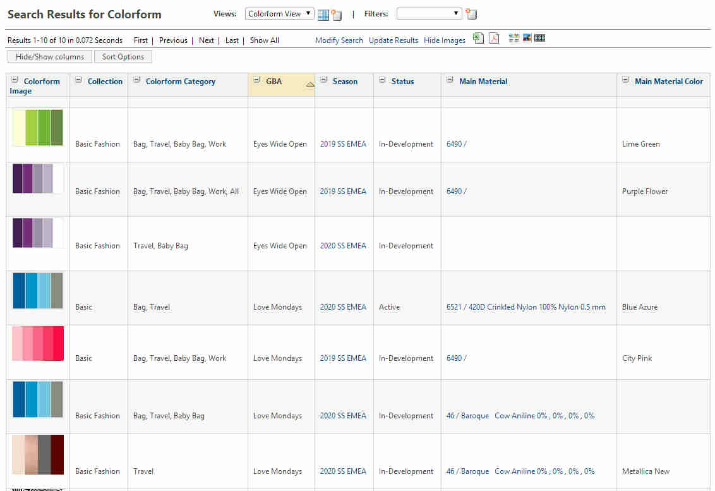 Search Results for Colorform Views: Colorform View | Filters:
Results 1-10 of 10 in 0.072 Seconds First | Previous | Next | Last | Show All Modify Search Update Results Hide Images
Hide/Show columns Sort Options
Colorform Image Collection Colorform Category GBA Season Status Main Material Main Material Color
Basic Fashion Bag, Travel, Baby Bag, Work Eyes Wide Open 2019 SS EMEA In-Development 6490 / Lime Green
Basic Fashion Bag, Travel, Baby Bag, Work, All Eyes Wide Open 2019 SS EMEA In-Development 6490 / Purple Flower
Basic Fashion Travel, Baby Bag Eyes Wide Open 2020 SS EMEA In-Development
Basic Bag, Travel Love Mondays 2020 SS EMEA Active 6521 / 420D Crinkled Nylon 100% Nylon 0.5 mm Blue Azure
Basic Bag, Travel, Baby Bag, Work Love Mondays 2019 SS EMEA In-Development 6490 / City Pink
Basic Fashion Bag, Travel, Baby Bag Love Mondays 2020 SS EMEA In-Development 46 / Baroque Cow Aniline 0% , 0% , 0% , 0%
Basic Fashion Travel Love Mondays 2020 SS EMEA In-Development 46 / Baroque Cow Aniline 0% , 0% , 0% , 0% Metallica New